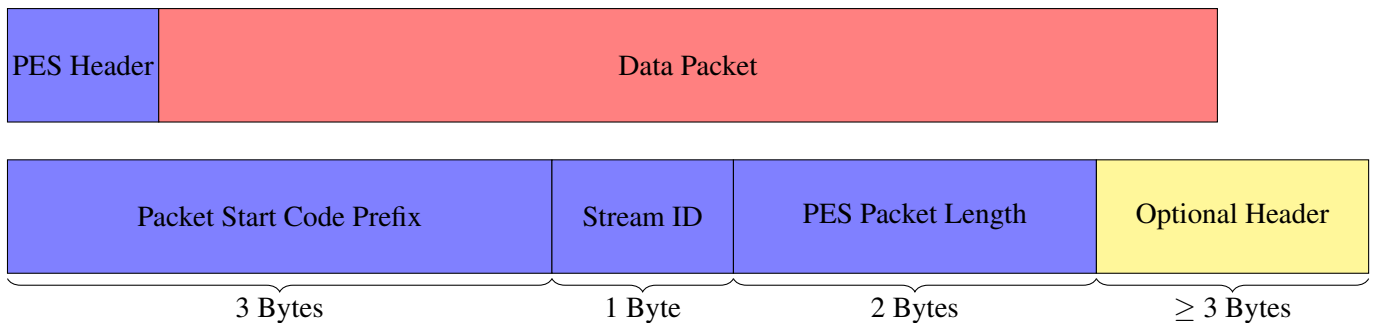 PES Header Data Packet
Packet Start Code Prefix Stream ID PES Packet Length Optional Header
3 Bytes 1 Byte 2 Bytes ≥ 3 Bytes